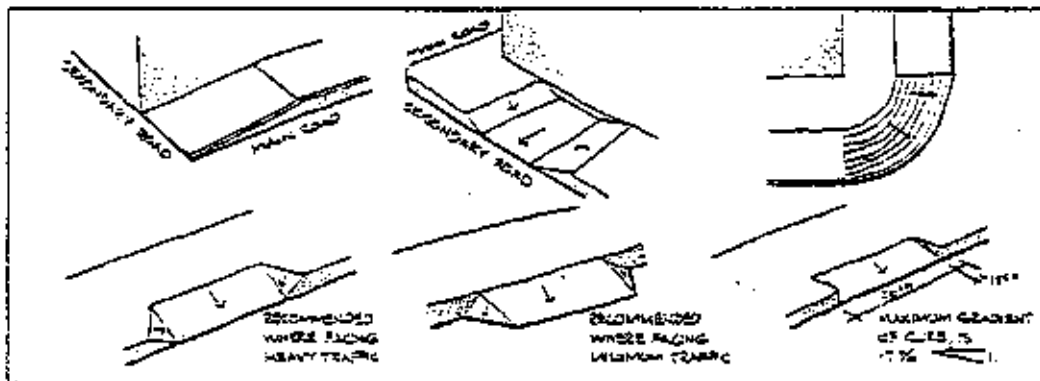 MAIN ROAD
SECONDARY ROAD
MAIN ROAD
SECONDARY ROAD
RECOMMENDED
WHERE FACING
HEAVY TRAFFIC
RECOMMENDED
WHERE FACING
MINIMUM TRAFFIC
MAXIMUM GRADIENT
OF CURB IS
17%